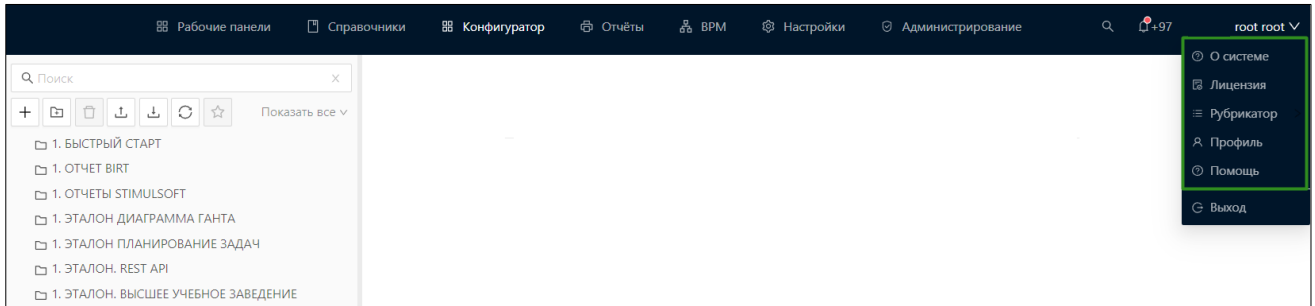 Рабочие панели Справочники Конфигуратор Отчёты BPM Настройки Администрирование +97 root root
Поиск
Показать все
1. БЫСТРЫЙ СТАРТ
1. ОТЧЕТ BIRT
1. ОТЧЕТЫ STIMULSOFT
1. ЭТАЛОН ДИАГРАММА ГАНТА
1. ЭТАЛОН ПЛАНИРОВАНИЕ ЗАДАЧ
1. ЭТАЛОН. REST API
1. ЭТАЛОН. ВЫСШЕЕ УЧЕБНОЕ ЗАВЕДЕНИЕ
О системе
Лицензия
Рубрикатор
Профиль
Помощь
Выход